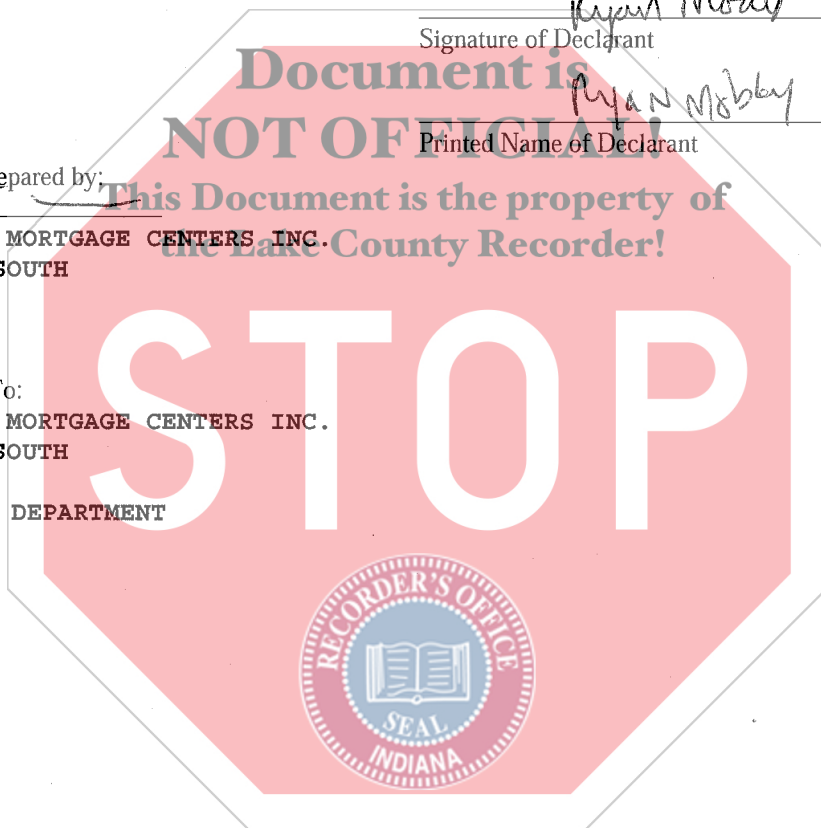 Signature of Declarant
Document is
Ryan Mobley
NOT OFFICIAL!
Printed Name of Declarant
epared by:
This Document is the property of
MORTGAGE CENTERS INC.
the Lake County Recorder!
SOUTH
STOP
o:
MORTGAGE CENTERS INC.
SOUTH
DEPARTMENT
RECORDER'S OFFICE
SEAL
INDIANA